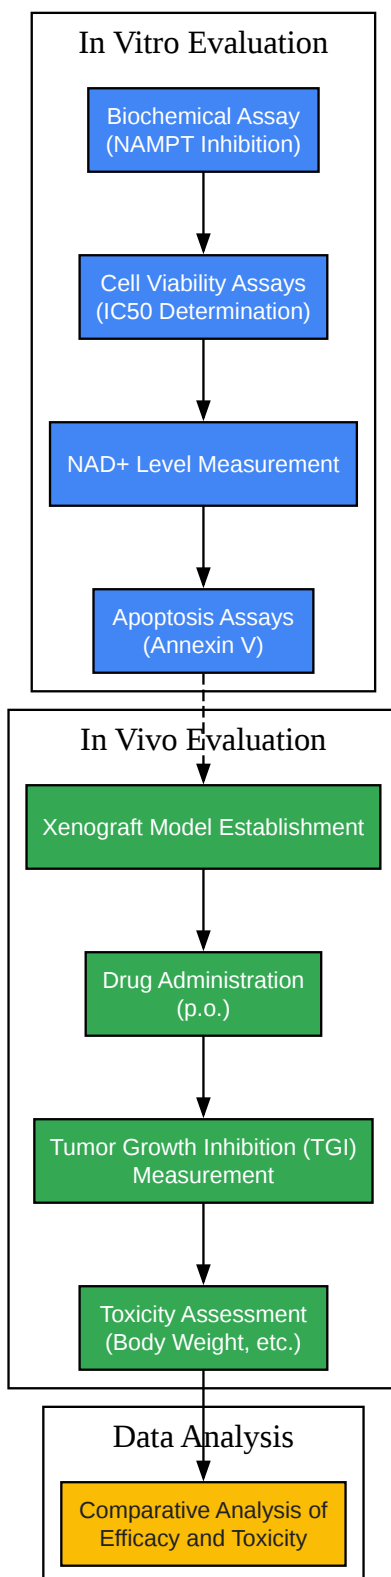 In Vitro Evaluation
Biochemical Assay
(NAMPT Inhibition)
Cell Viability Assays
(IC50 Determination)
NAD+ Level Measurement
Apoptosis Assays
(Annexin V)
In Vivo Evaluation
Xenograft Model Establishment
Drug Administration
(p.o.)
Tumor Growth Inhibition (TGI)
Measurement
Toxicity Assessment
(Body Weight, etc.)
Data Analysis
Comparative Analysis of
Efficacy and Toxicity